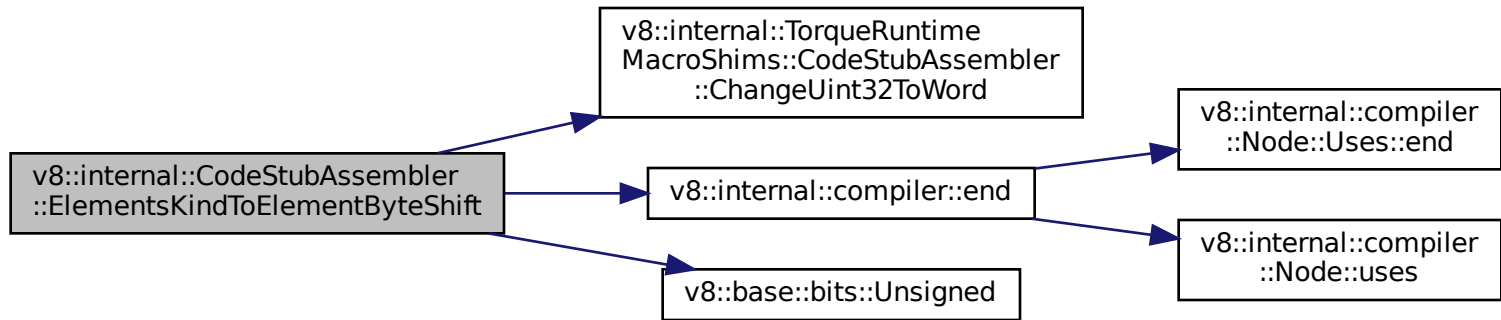 v8::internal::CodeStubAssembler
::ElementsKindToElementByteShift
v8::internal::TorqueRuntime
MacroShims::CodeStubAssembler
::ChangeUint32ToWord
v8::internal::compiler::end
v8::base::bits::Unsigned
v8::internal::compiler
::Node::Uses::end
v8::internal::compiler
::Node::uses